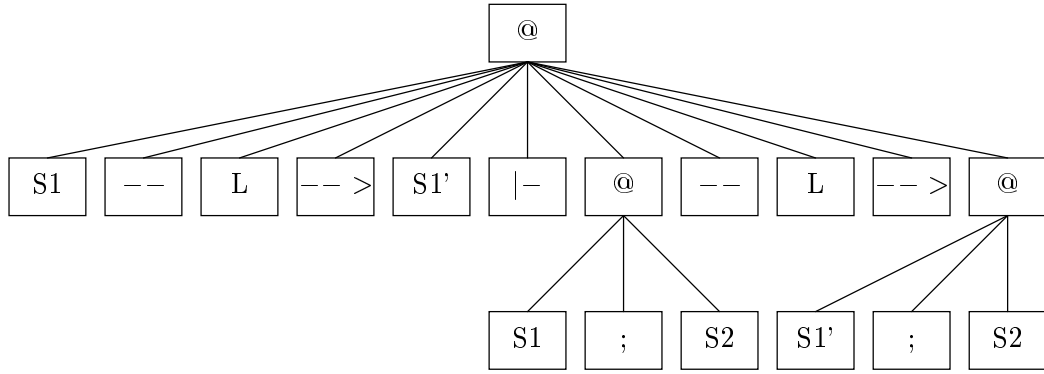 @
S1 -- L -- > S1' |- @ -- L -- > @
S1 ; S2 S1' ; S2